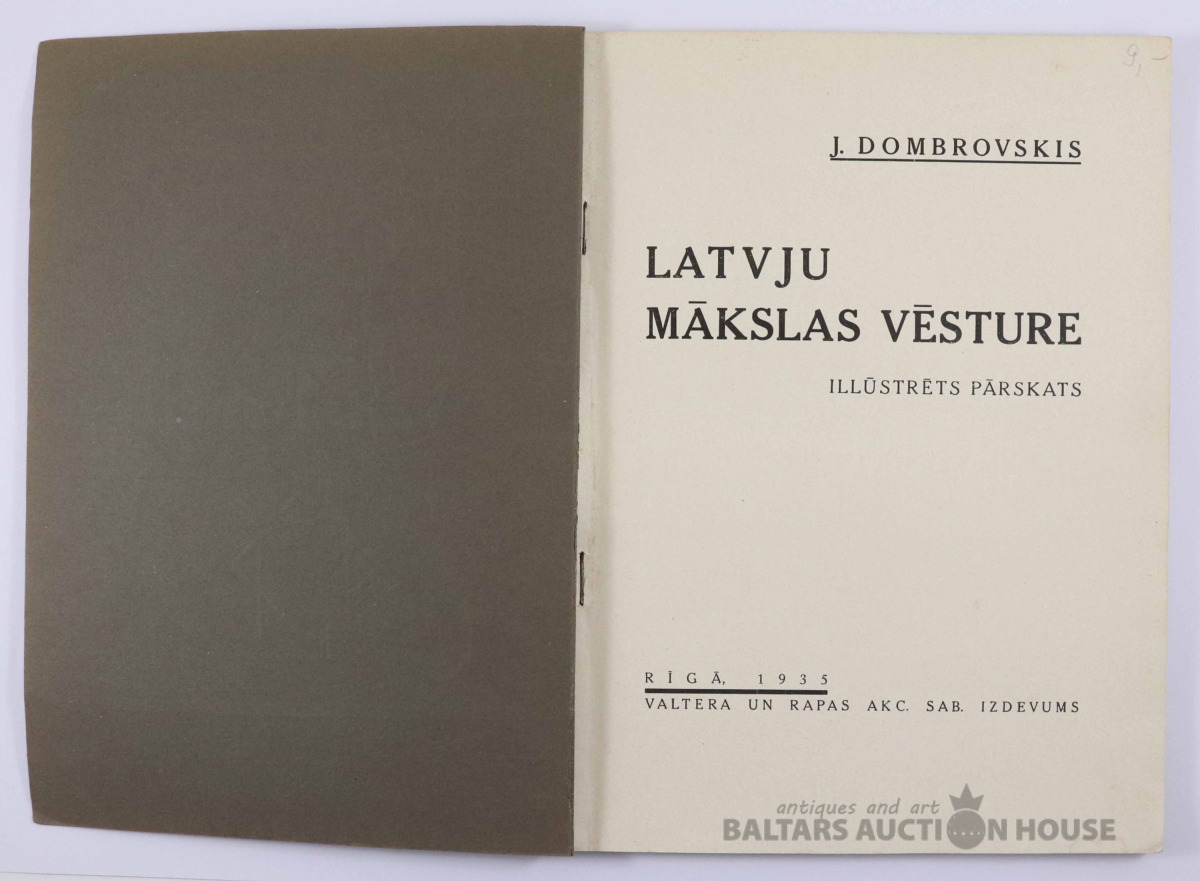 9,-
J. DOMBROVSKIS
LATVJU
MĀKSLAS VĒSTURE
ILLŪSTRĒTS PĀRSKATS
RĪGĀ, 1935
VALTERA UN RAPAS AKC. SAB. IZDEVUMS
antiques and art
BALTARS AUCTION HOUSE